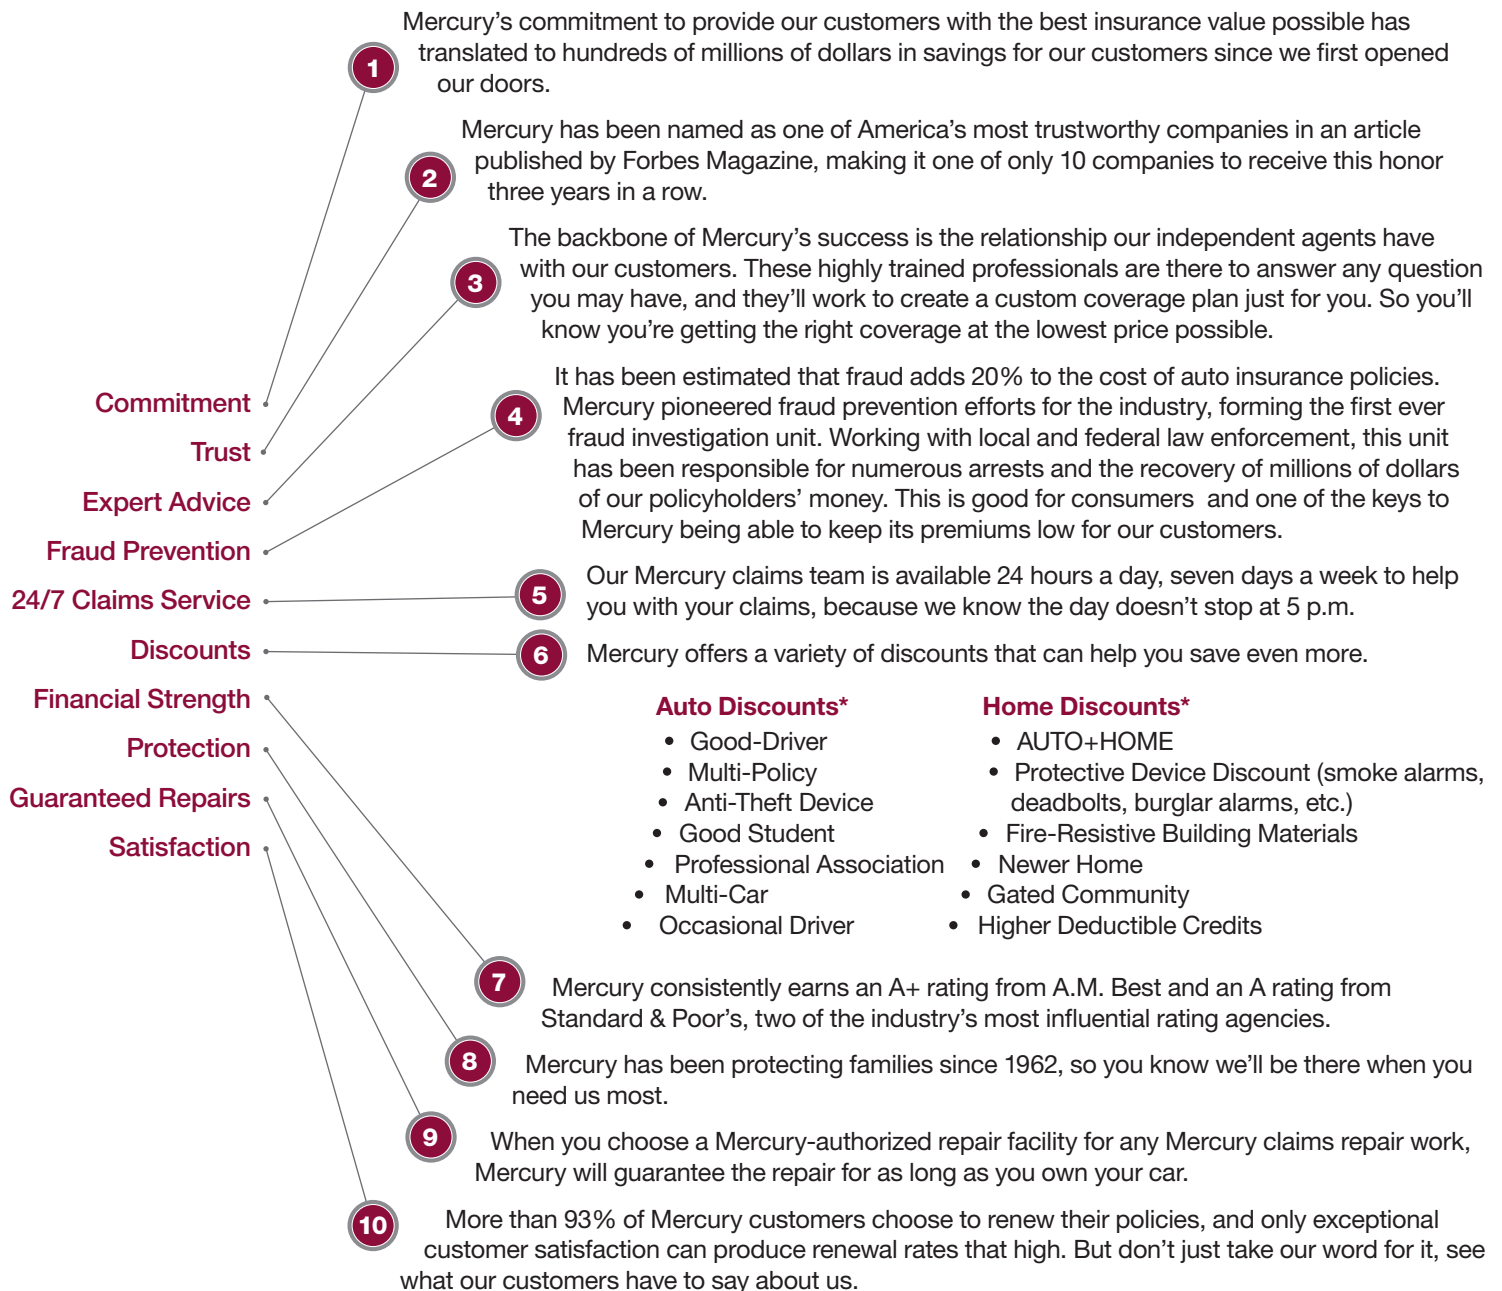 Mercury’s commitment to provide our customers with the best insurance value possible has
translated to hundreds of millions of dollars in savings for our customers since we first opened
our doors.
1
Mercury has been named as one of America’s most trustworthy companies in an article
published by Forbes Magazine, making it one of only 10 companies to receive this honor
three years in a row.
2
The backbone of Mercury’s success is the relationship our independent agents have
with our customers. These highly trained professionals are there to answer any question
you may have, and they’ll work to create a custom coverage plan just for you. So you’ll
know you’re getting the right coverage at the lowest price possible.
3
It has been estimated that fraud adds 20% to the cost of auto insurance policies.
Mercury pioneered fraud prevention efforts for the industry, forming the first ever
fraud investigation unit. Working with local and federal law enforcement, this unit
has been responsible for numerous arrests and the recovery of millions of dollars
of our policyholders’ money. This is good for consumers and one of the keys to
Mercury being able to keep its premiums low for our customers.
4
Commitment
Trust
Expert Advice
Fraud Prevention
24/7 Claims Service
Discounts
Financial Strength
Protection
Guaranteed Repairs
Satisfaction
5
Our Mercury claims team is available 24 hours a day, seven days a week to help
you with your claims, because we know the day doesn’t stop at 5 p.m.
6
Mercury offers a variety of discounts that can help you save even more.
Auto Discounts*
• Good-Driver
• Multi-Policy
• Anti-Theft Device
• Good Student
• Professional Association
• Multi-Car
• Occasional Driver
Home Discounts*
• AUTO+HOME
• Protective Device Discount (smoke alarms,
deadbolts, burglar alarms, etc.)
• Fire-Resistive Building Materials
• Newer Home
• Gated Community
• Higher Deductible Credits
7
Mercury consistently earns an A+ rating from A.M. Best and an A rating from
Standard & Poor’s, two of the industry’s most influential rating agencies.
8
Mercury has been protecting families since 1962, so you know we’ll be there when you
need us most.
9
When you choose a Mercury-authorized repair facility for any Mercury claims repair work,
Mercury will guarantee the repair for as long as you own your car.
10
More than 93% of Mercury customers choose to renew their policies, and only exceptional
customer satisfaction can produce renewal rates that high. But don’t just take our word for it, see
what our customers have to say about us.